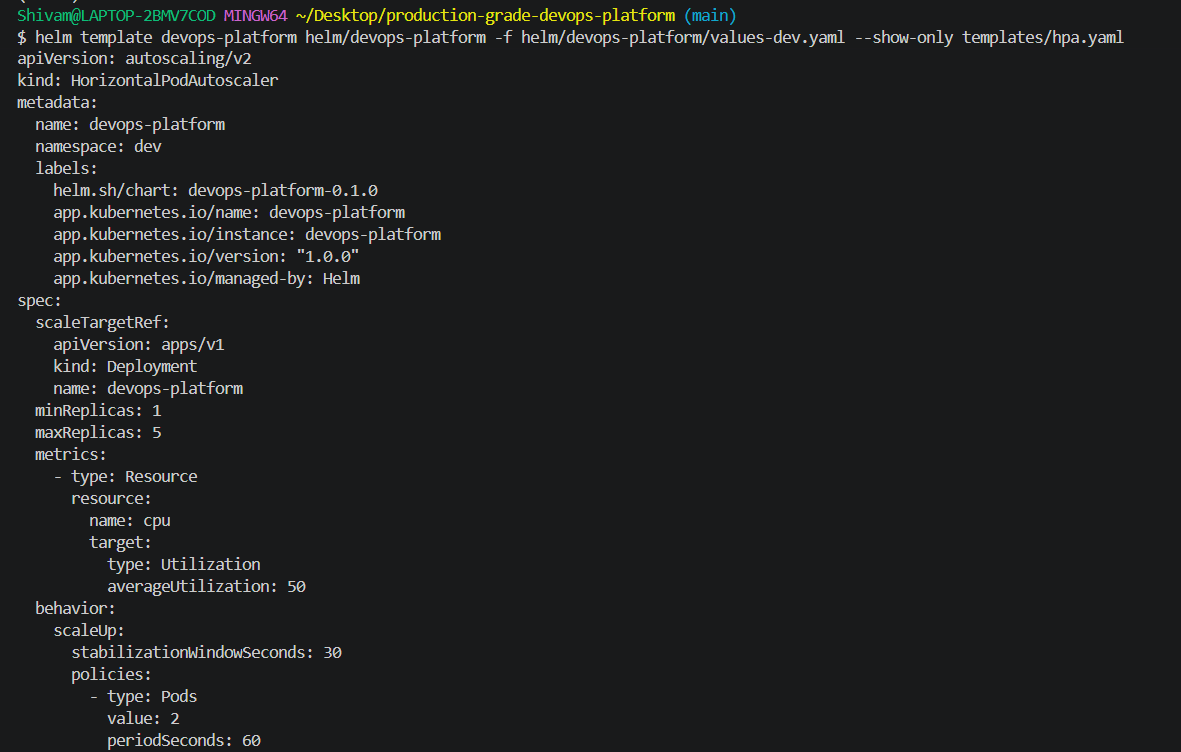 Shivam@LAPTOP-2BMV7COD MINGW64 ~/Desktop/production-grade-devops-platform (main)
$ helm template devops-platform helm/devops-platform -f helm/devops-platform/values-dev.yaml --show-only templates/hpa.yaml
apiVersion: autoscaling/v2
kind: HorizontalPodAutoscaler
metadata:
  name: devops-platform
  namespace: dev
  labels:
    helm.sh/chart: devops-platform-0.1.0
    app.kubernetes.io/name: devops-platform
    app.kubernetes.io/instance: devops-platform
    app.kubernetes.io/version: "1.0.0"
    app.kubernetes.io/managed-by: Helm
spec:
  scaleTargetRef:
    apiVersion: apps/v1
    kind: Deployment
    name: devops-platform
  minReplicas: 1
  maxReplicas: 5
  metrics:
    - type: Resource
      resource:
        name: cpu
        target:
          type: Utilization
          averageUtilization: 50
  behavior:
    scaleUp:
      stabilizationWindowSeconds: 30
      policies:
        - type: Pods
          value: 2
          periodSeconds: 60